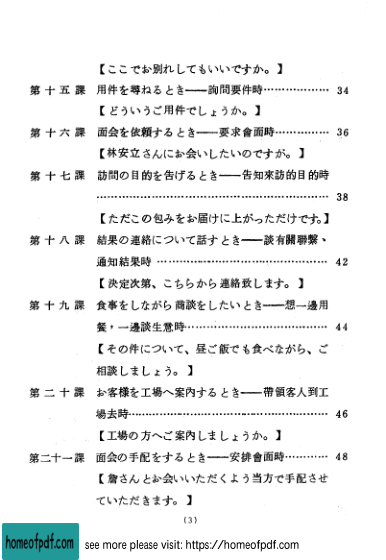 【ここでお別れしてもいいですか。】
第十五課 用件を尋ねるとき——詢問要件時……………… 34
【どういうご用件でしょうか。】
第十六課 面会を依頼するとき——要求會面時…………… 36
【林安立さんにお会いしたいのですが。】
第十七課 訪問の目的を告げるとき——告知來訪的目的時
………………………………………………………… 38
【ただこの包みをお届けに上がっただけです。】
第十八課 結果の連絡について話すとき——談有關聯繫、
通知結果時 ……………………………………… 42
【決定次第、こちらから連絡致します。】
第十九課 食事をしながら商談をしたいとき——想一邊用
餐，一邊談生意時………………………………… 44
【その件について、昼ご飯でも食べながら、ご
相談しましょう。】
第二十課 お客様を工場へ案内するとき——帶領客人到工
場去時……………………………………………… 46
【工場の方へご案内しましょうか。】
第二十一課 面会の手配をするとき——安排會面時………… 48
【詹さんとお会いいただくよう当方で手配させ
ていただきます。】
(3)
homeofpdf.com see more please visit: https://homeofpdf.com